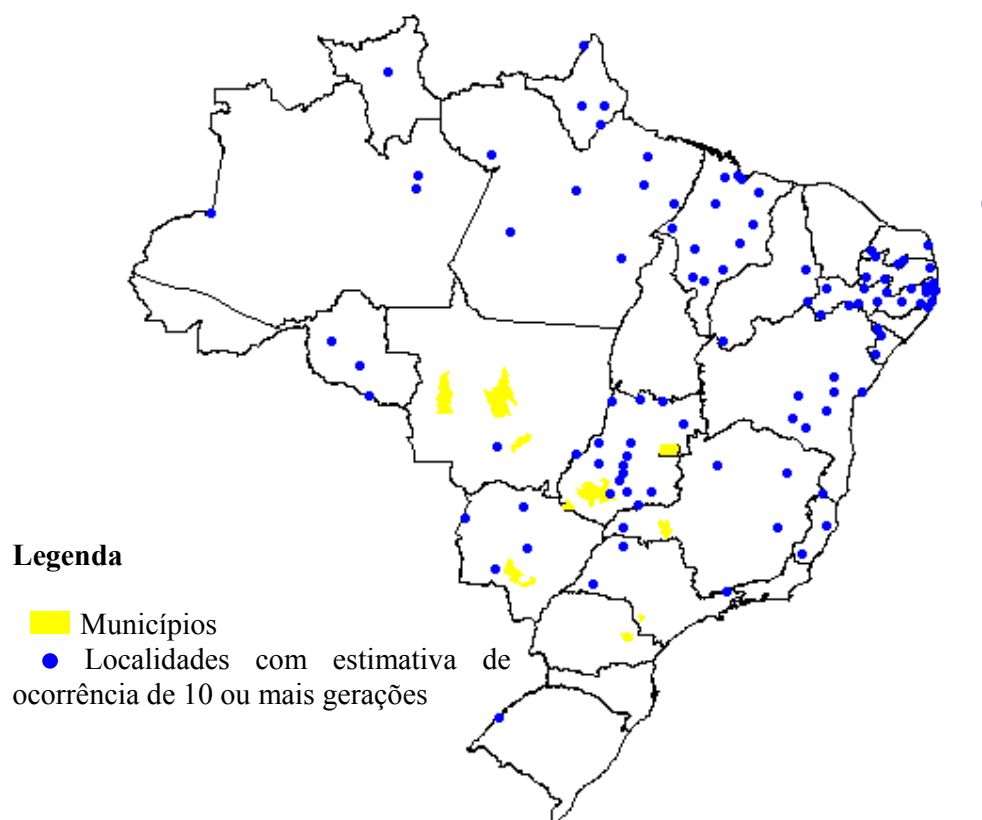 Legenda
Municípios
Localidades com estimativa de
ocorrência de 10 ou mais gerações